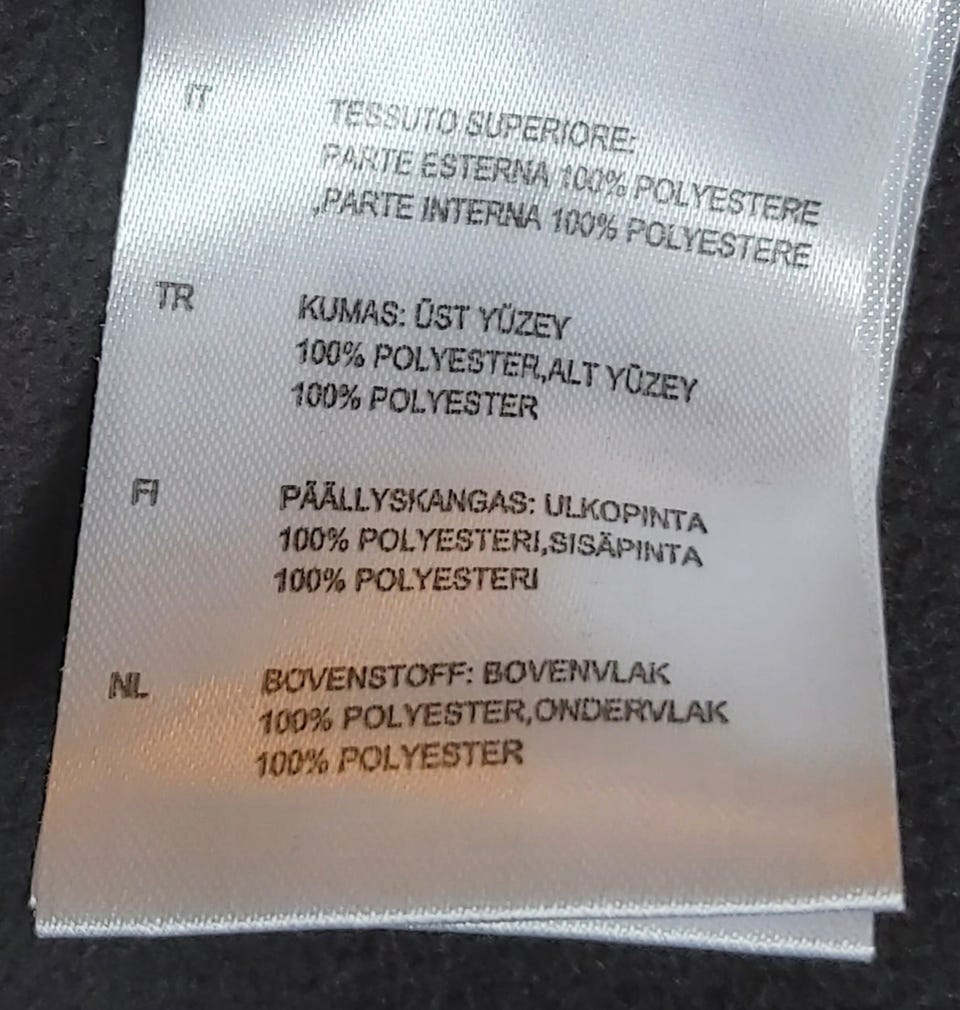 IT
TESSUTO SUPERIORE:
PARTE ESTERNA 100% POLYESTERE
,PARTE INTERNA 100% POLYESTERE
TR
KUMAS: ÜST YÜZEY
100% POLYESTER,ALT YÜZEY
100% POLYESTER
FI
PÄÄLLYSKANGAS: ULKOPINTA
100% POLYESTERI,SISÄPINTA
100% POLYESTERI
NL
BOVENSTOFF: BOVENVLAK
100% POLYESTER,ONDERVLAK
100% POLYESTER